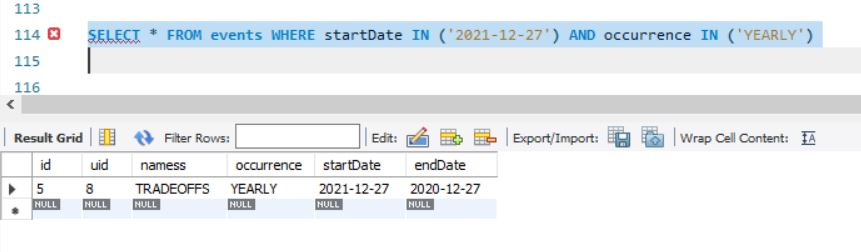 113
114 SELECT * FROM events WHERE startDate IN ('2021-12-27') AND occurrence IN ('YEARLY')
115
116
Result Grid Filter Rows: Edit: Export/Import: Wrap Cell Content: IA
id uid namess occurrence startDate endDate
5 8 TRADEOFFS YEARLY 2021-12-27 2020-12-27
NULL NULL NULL NULL NULL NULL